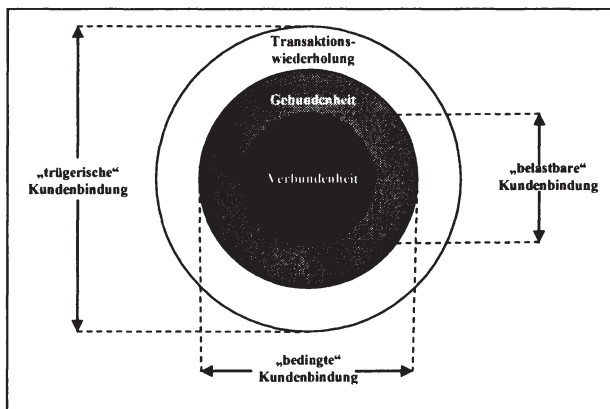 Transaktions-
wiederholung
Gebundenheit
„trügerische“
Kundenbindung
Verbundenheit
„belastbare“
Kundenbindung
„bedingte“
Kundenbindung